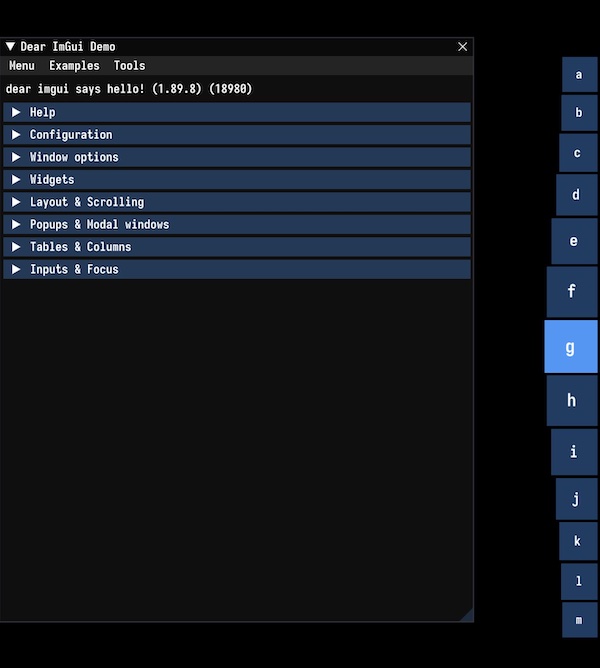 Dear ImGui Demo
Menu Examples Tools
dear imgui says hello! (1.89.8) (18980)
Help
Configuration
Window options
Widgets
Layout & Scrolling
Popups & Modal windows
Tables & Columns
Inputs & Focus
a
b
c
d
e
f
g
h
i
j
k
l
m